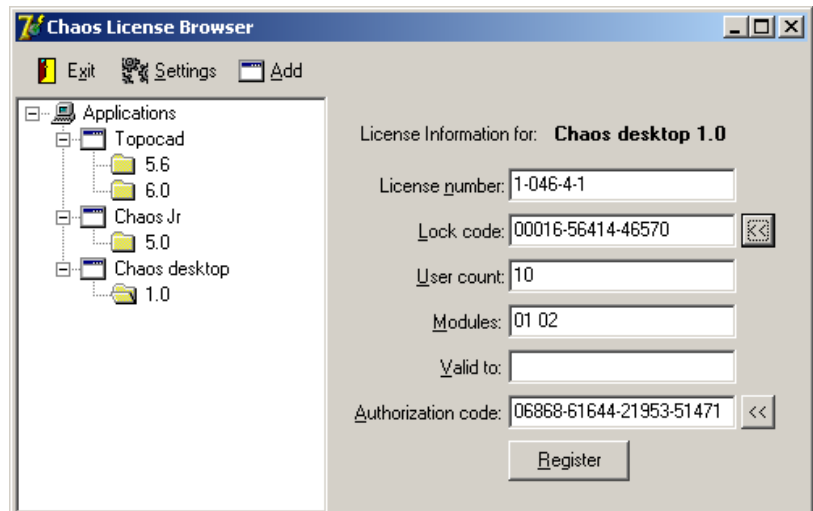 Chaos License Browser
Exit Settings Add
Applications
Topocad
5.6
6.0
Chaos Jr
5.0
Chaos desktop
1.0
License Information for: Chaos desktop 1.0
License number: 1-046-4-1
Lock code: 00016-56414-46570 <<
User count: 10
Modules: 01 02
Valid to:
Authorization code: 06868-61644-21953-51471 <<
Register